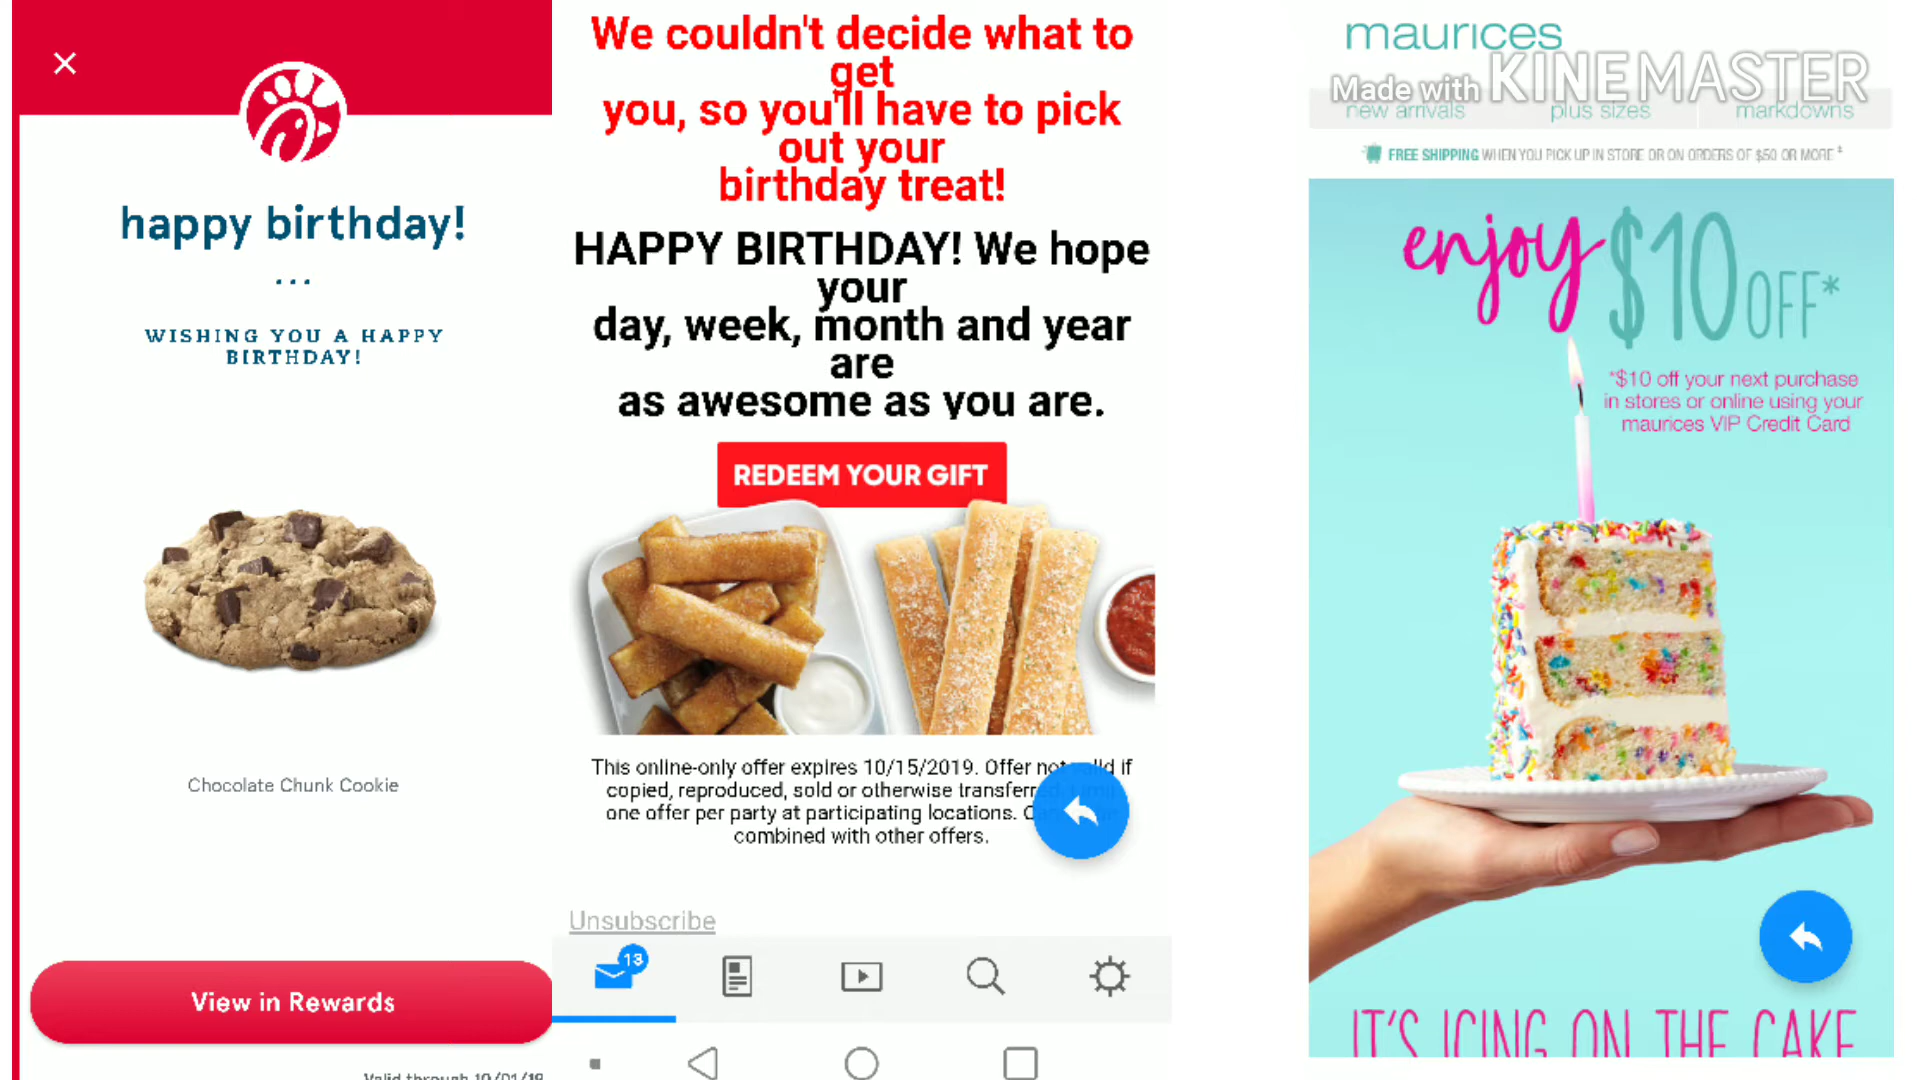 happy birthday!
...
WISHING YOU A HAPPY
BIRTHDAY!
Chocolate Chunk Cookie
View in Rewards
Valid through 10/01/19
We couldn't decide what to
get
you, so you'll have to pick
out your
birthday treat!
HAPPY BIRTHDAY! We hope
your
day, week, month and year
are
as awesome as you are.
REDEEM YOUR GIFT
This online-only offer expires 10/15/2019. Offer not valid if
copied, reproduced, sold or otherwise transferred. Limit
one offer per party at participating locations.
combined with other offers.
Unsubscribe
13
maurices
Made with KINEMASTER
new arrivals plus sizes markdowns
FREE SHIPPING WHEN YOU PICK UP IN STORE OR ON ORDERS OF $50 OR MORE
enjoy $10 OFF*
*$10 off your next purchase
in stores or online using your
maurices VIP Credit Card
IT'S ICING ON THE CAKE